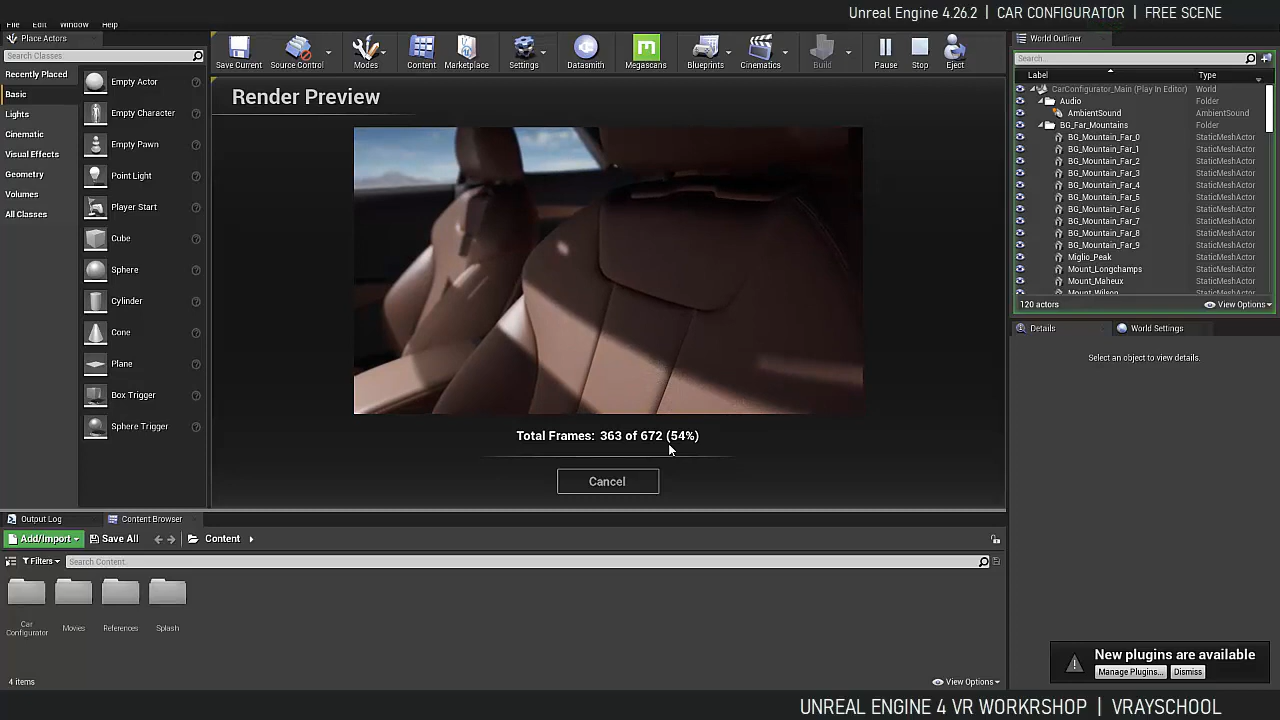 Unreal Engine 4.26.2 | CAR CONFIGURATOR | FREE SCENE
File Edit Window Help
Place Actors
Search Classes
Recently Placed
Basic
Lights
Cinematic
Visual Effects
Geometry
Volumes
All Classes
Empty Actor
Empty Character
Empty Pawn
Point Light
Player Start
Cube
Sphere
Cylinder
Cone
Plane
Box Trigger
Sphere Trigger
Save Current
Source Control
Modes
Content
Marketplace
Settings
Datasmith
Megascans
Blueprints
Cinematics
Build
Pause
Stop
Eject
Render Preview
Total Frames: 363 of 672 (54%)
Cancel
World Outliner
Search...
Label Type
CarConfigurator_Main (Play In Editor) World
Audio Folder
AmbientSound AmbientSound
BG_Far_Mountains Folder
BG_Mountain_Far_0 StaticMeshActor
BG_Mountain_Far_1 StaticMeshActor
BG_Mountain_Far_2 StaticMeshActor
BG_Mountain_Far_3 StaticMeshActor
BG_Mountain_Far_4 StaticMeshActor
BG_Mountain_Far_5 StaticMeshActor
BG_Mountain_Far_6 StaticMeshActor
BG_Mountain_Far_7 StaticMeshActor
BG_Mountain_Far_8 StaticMeshActor
BG_Mountain_Far_9 StaticMeshActor
Miglio_Peak StaticMeshActor
Mount_Longchamps StaticMeshActor
Mount_Maheux StaticMeshActor
Mount_Wilson StaticMeshActor
120 actors View Options
Details World Settings
Select an object to view details.
Output Log Content Browser
Add/Import Save All Content
Filters Search Content
Car
Configurator
Movies
References
Splash
4 items View Options
New plugins are available
Manage Plugins... Dismiss
UNREAL ENGINE 4 VR WORKRSHOP | VRAYSCHOOL